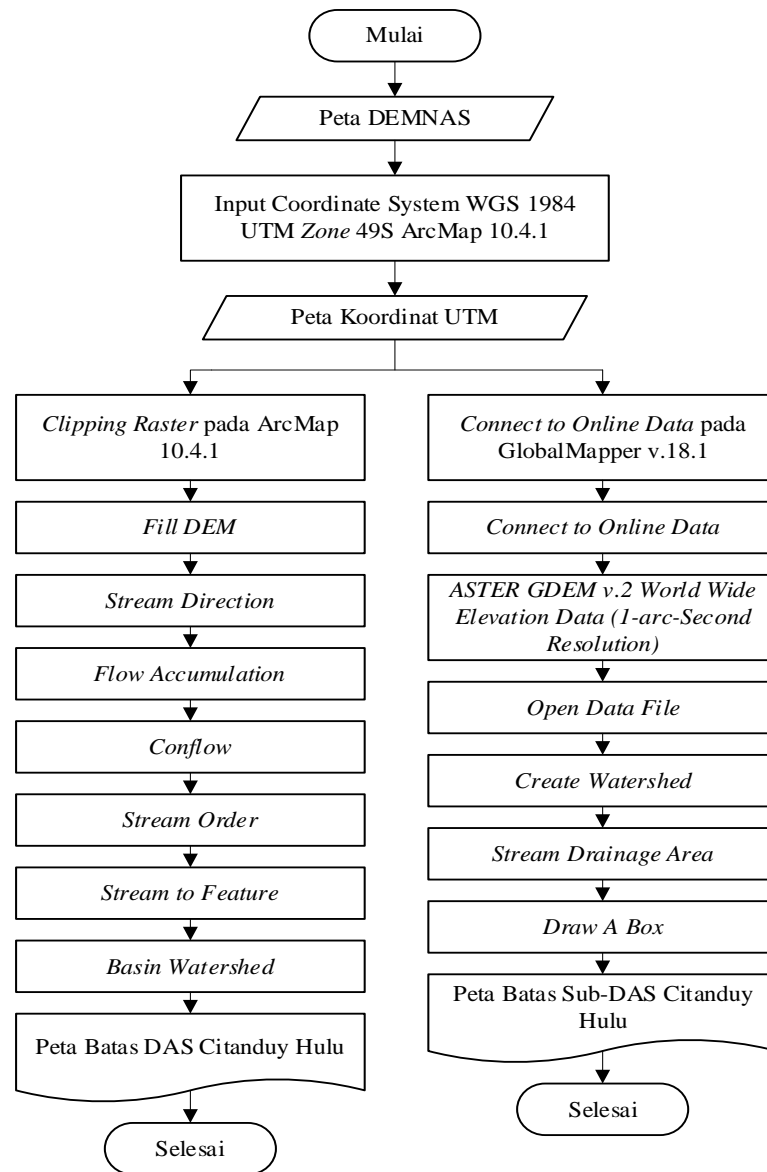 Mulai
Peta DEMNAS
Input Coordinate System WGS 1984
UTM Zone 49S ArcMap 10.4.1
Peta Koordinat UTM
Clipping Raster pada ArcMap
10.4.1
Fill DEM
Stream Direction
Flow Accumulation
Conflow
Stream Order
Stream to Feature
Basin Watershed
Peta Batas DAS Citanduy Hulu
Selesai
Connect to Online Data pada
GlobalMapper v.18.1
Connect to Online Data
ASTER GDEM v.2 World Wide
Elevation Data (1-arc-Second
Resolution)
Open Data File
Create Watershed
Stream Drainage Area
Draw A Box
Peta Batas Sub-DAS Citanduy
Hulu
Selesai